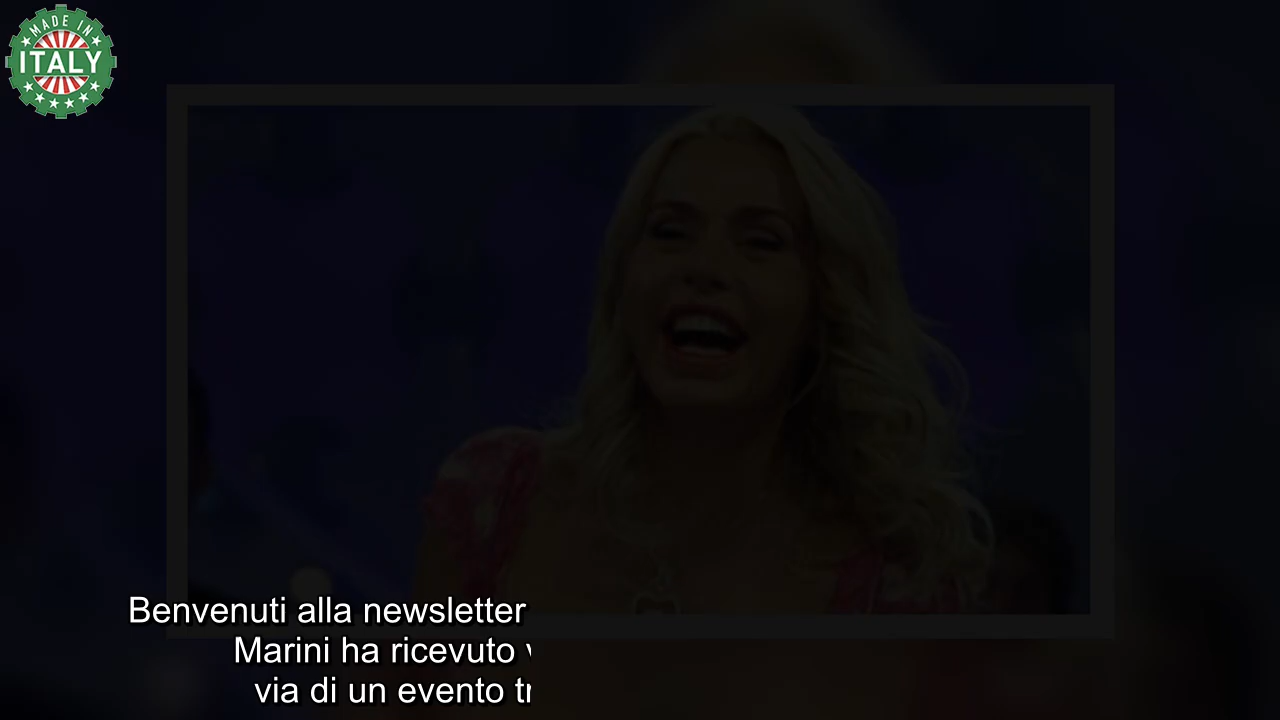 MADE IN
ITALY
Benvenuti alla newsletter
Marini ha ricevuto
via di un evento